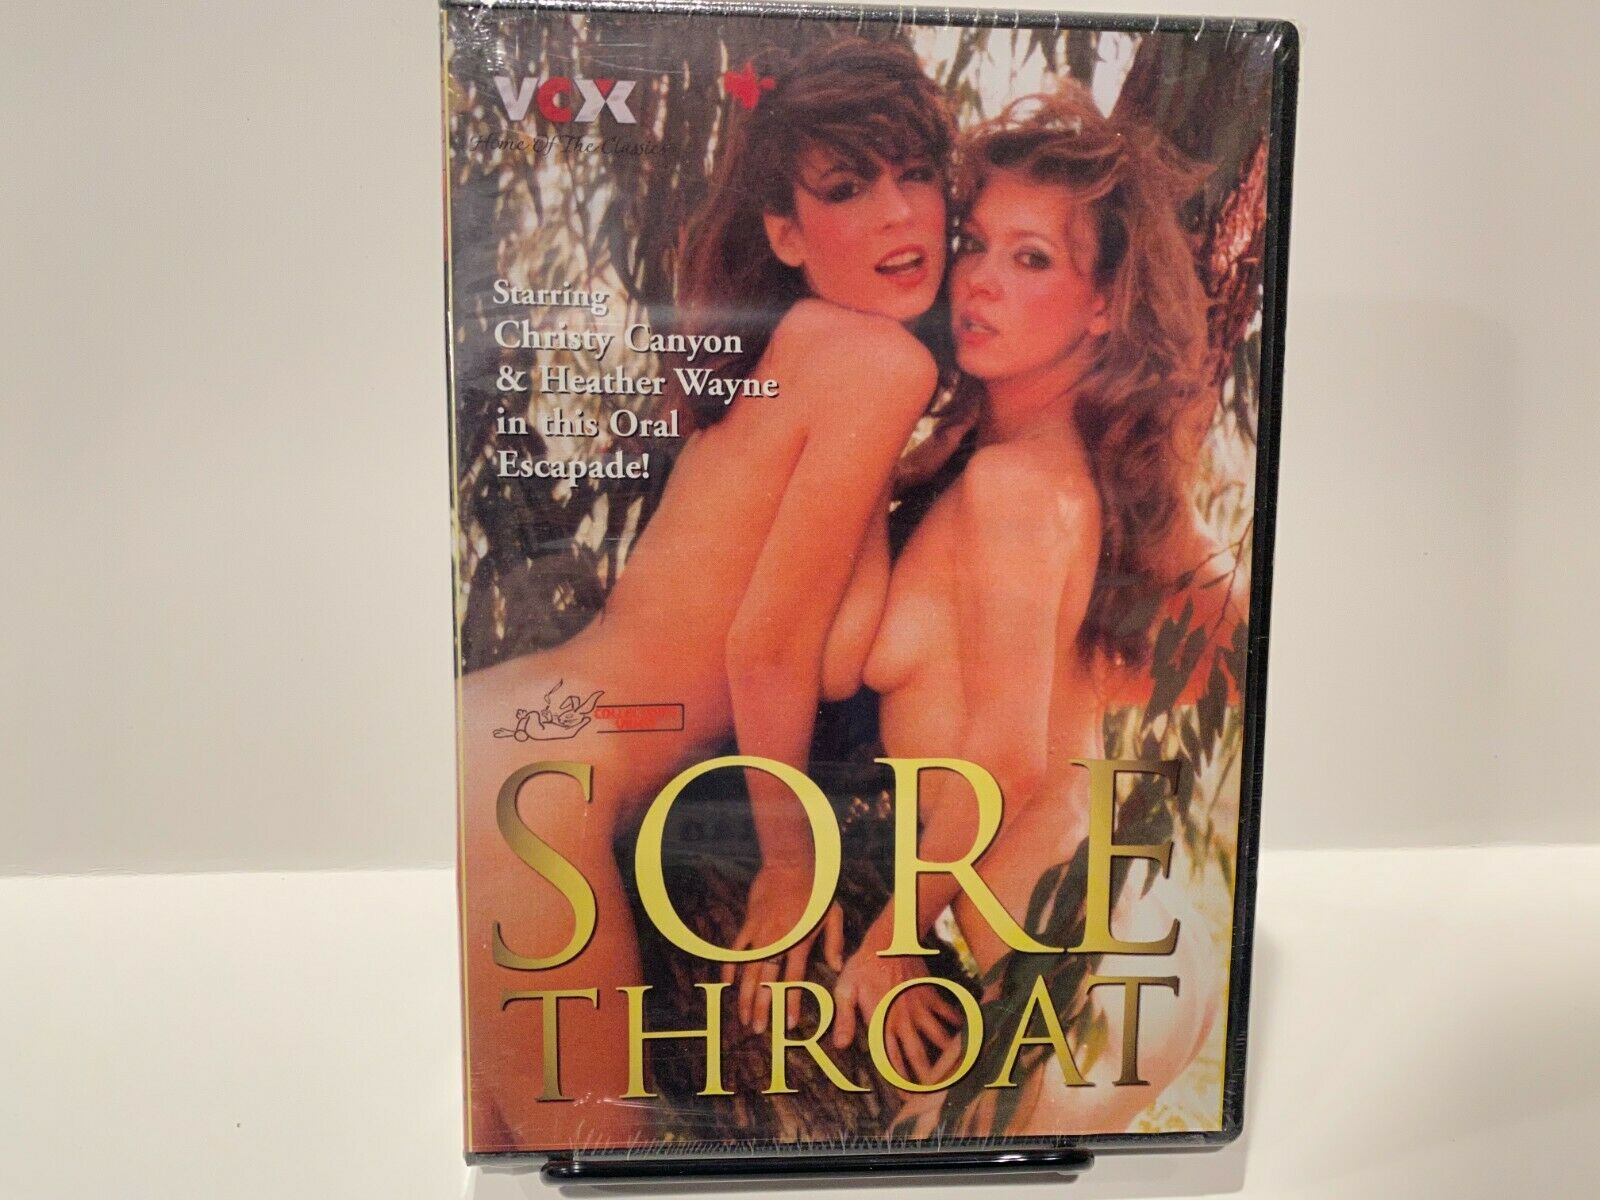 VCX
Home Of The Classics
Starring
Christy Canyon
& Heather Wayne
in this Oral
Escapade!
SORE
THROAT